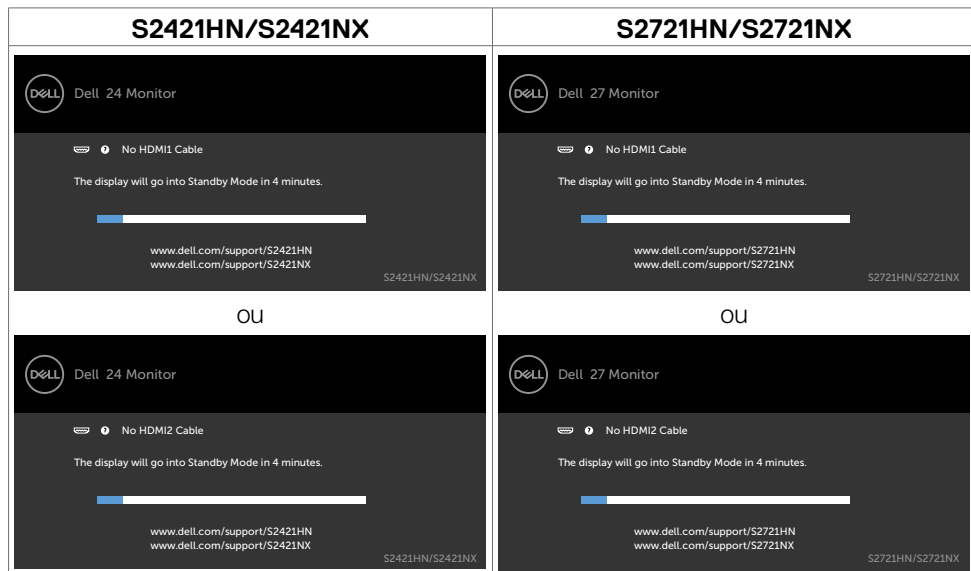 S2421HN/S2421NX
S2721HN/S2721NX
DELL
Dell 24 Monitor
No HDMI1 Cable
The display will go into Standby Mode in 4 minutes.
www.dell.com/support/S2421HN
www.dell.com/support/S2421NX
S2421HN/S2421NX
DELL
Dell 27 Monitor
No HDMI1 Cable
The display will go into Standby Mode in 4 minutes.
www.dell.com/support/S2721HN
www.dell.com/support/S2721NX
S2721HN/S2721NX
ou
ou
DELL
Dell 24 Monitor
No HDMI2 Cable
The display will go into Standby Mode in 4 minutes.
www.dell.com/support/S2421HN
www.dell.com/support/S2421NX
S2421HN/S2421NX
DELL
Dell 27 Monitor
No HDMI2 Cable
The display will go into Standby Mode in 4 minutes.
www.dell.com/support/S2721HN
www.dell.com/support/S2721NX
S2721HN/S2721NX